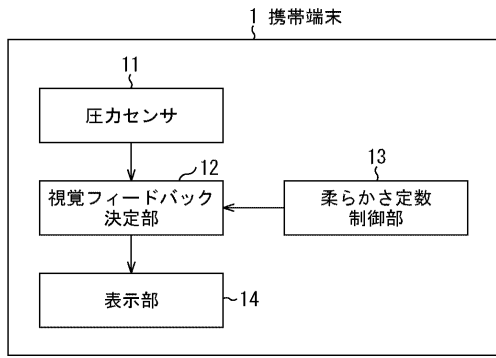 1 携帯端末
11
圧力センサ
12
視覚フィードバック
決定部
13
柔らかさ定数
制御部
表示部
14